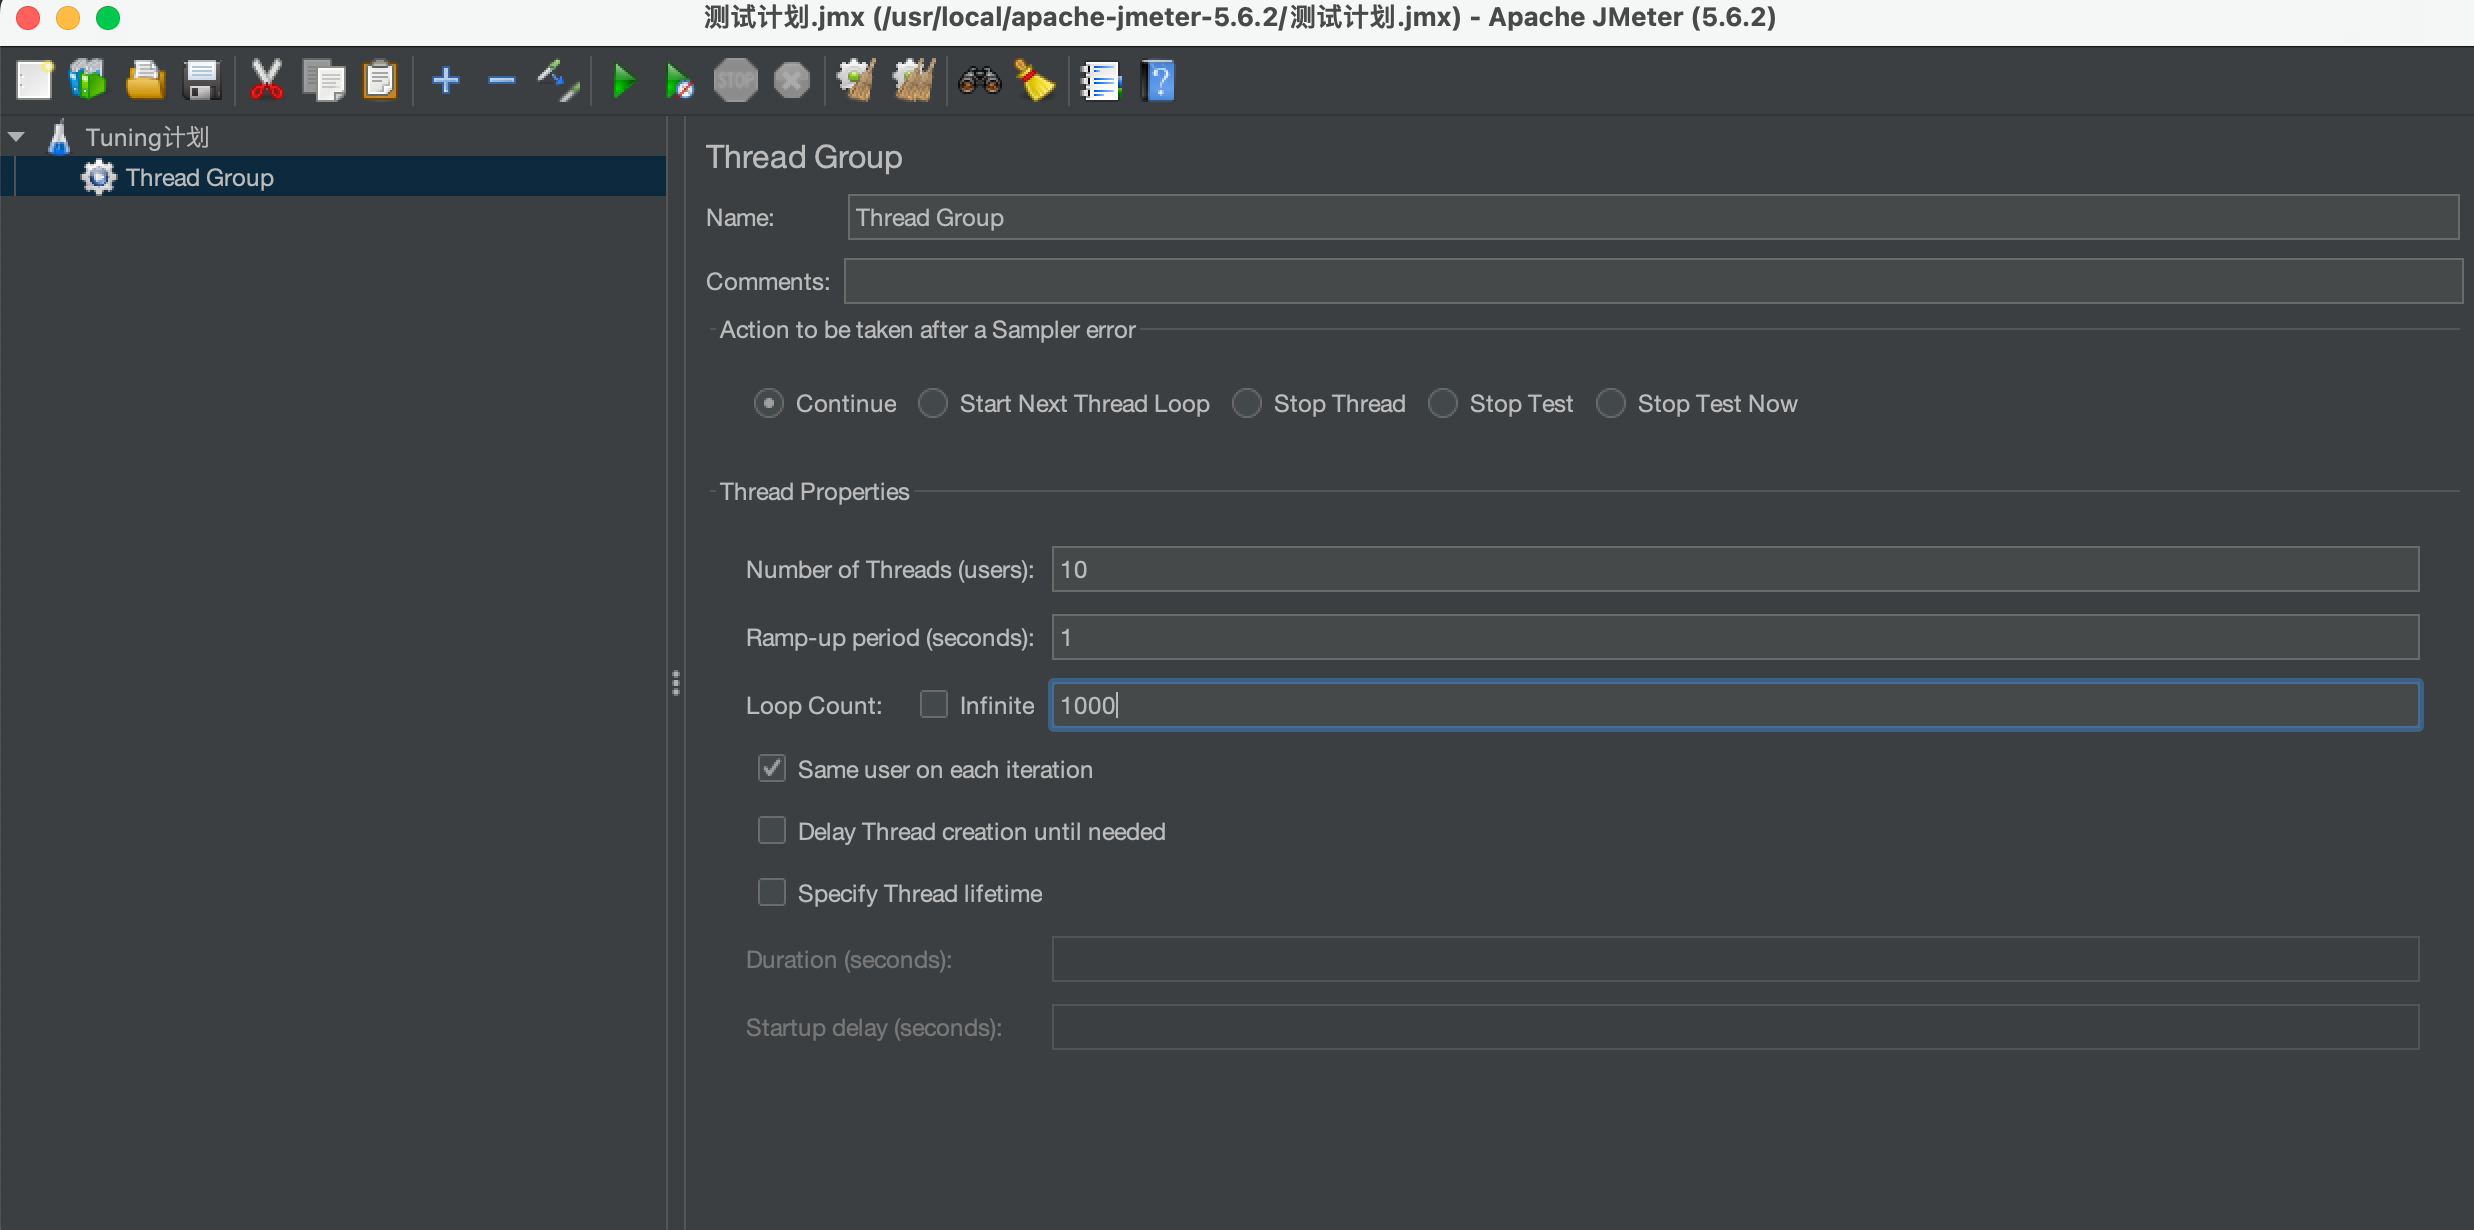 测试计划.jmx (/usr/local/apache-jmeter-5.6.2/测试计划.jmx) - Apache JMeter (5.6.2)
STOP
?
Tuning计划
Thread Group
Thread Group
Name: Thread Group
Comments:
Action to be taken after a Sampler error
Continue Start Next Thread Loop Stop Thread Stop Test Stop Test Now
Thread Properties
Number of Threads (users): 10
Ramp-up period (seconds): 1
Loop Count: Infinite 1000
Same user on each iteration
Delay Thread creation until needed
Specify Thread lifetime
Duration (seconds):
Startup delay (seconds):